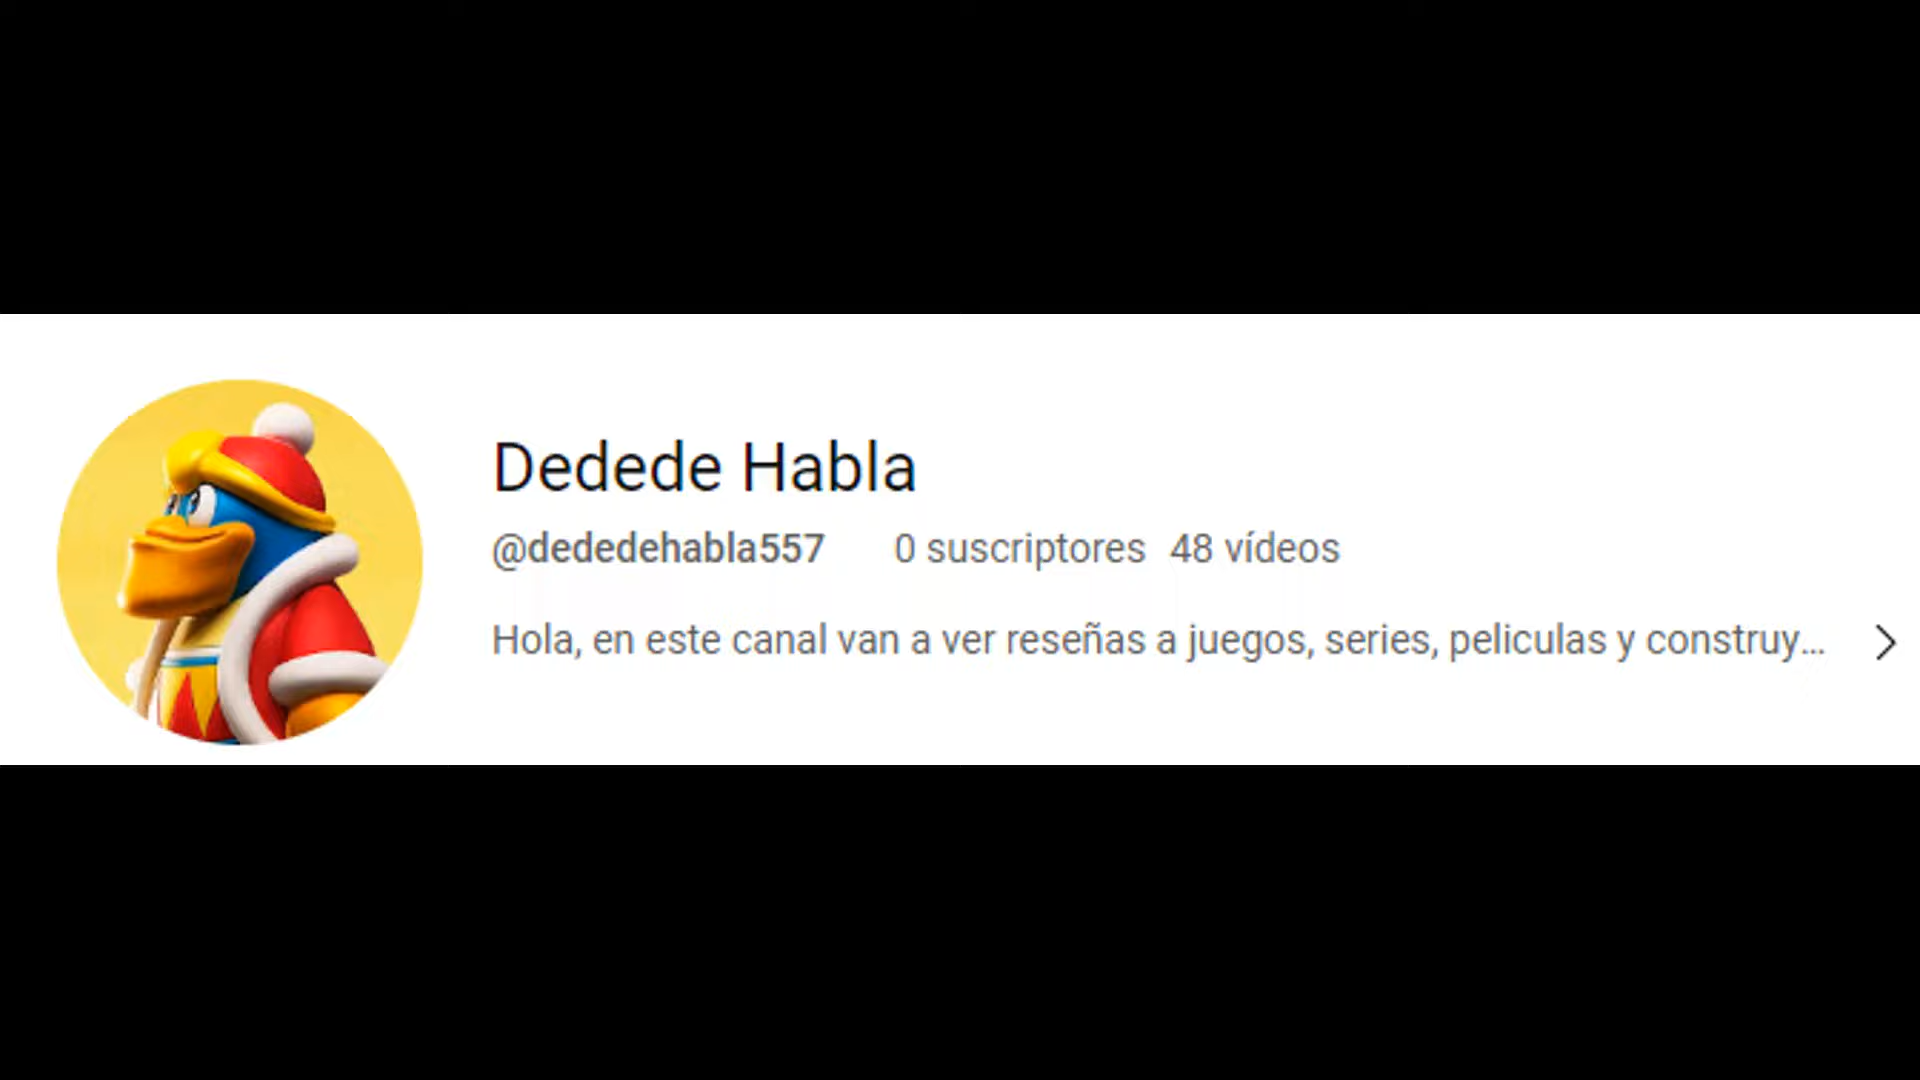 Dedede Habla
@dededehabla557 0 suscriptores 48 vídeos
Hola, en este canal van a ver reseñas a juegos, series, peliculas y construy...